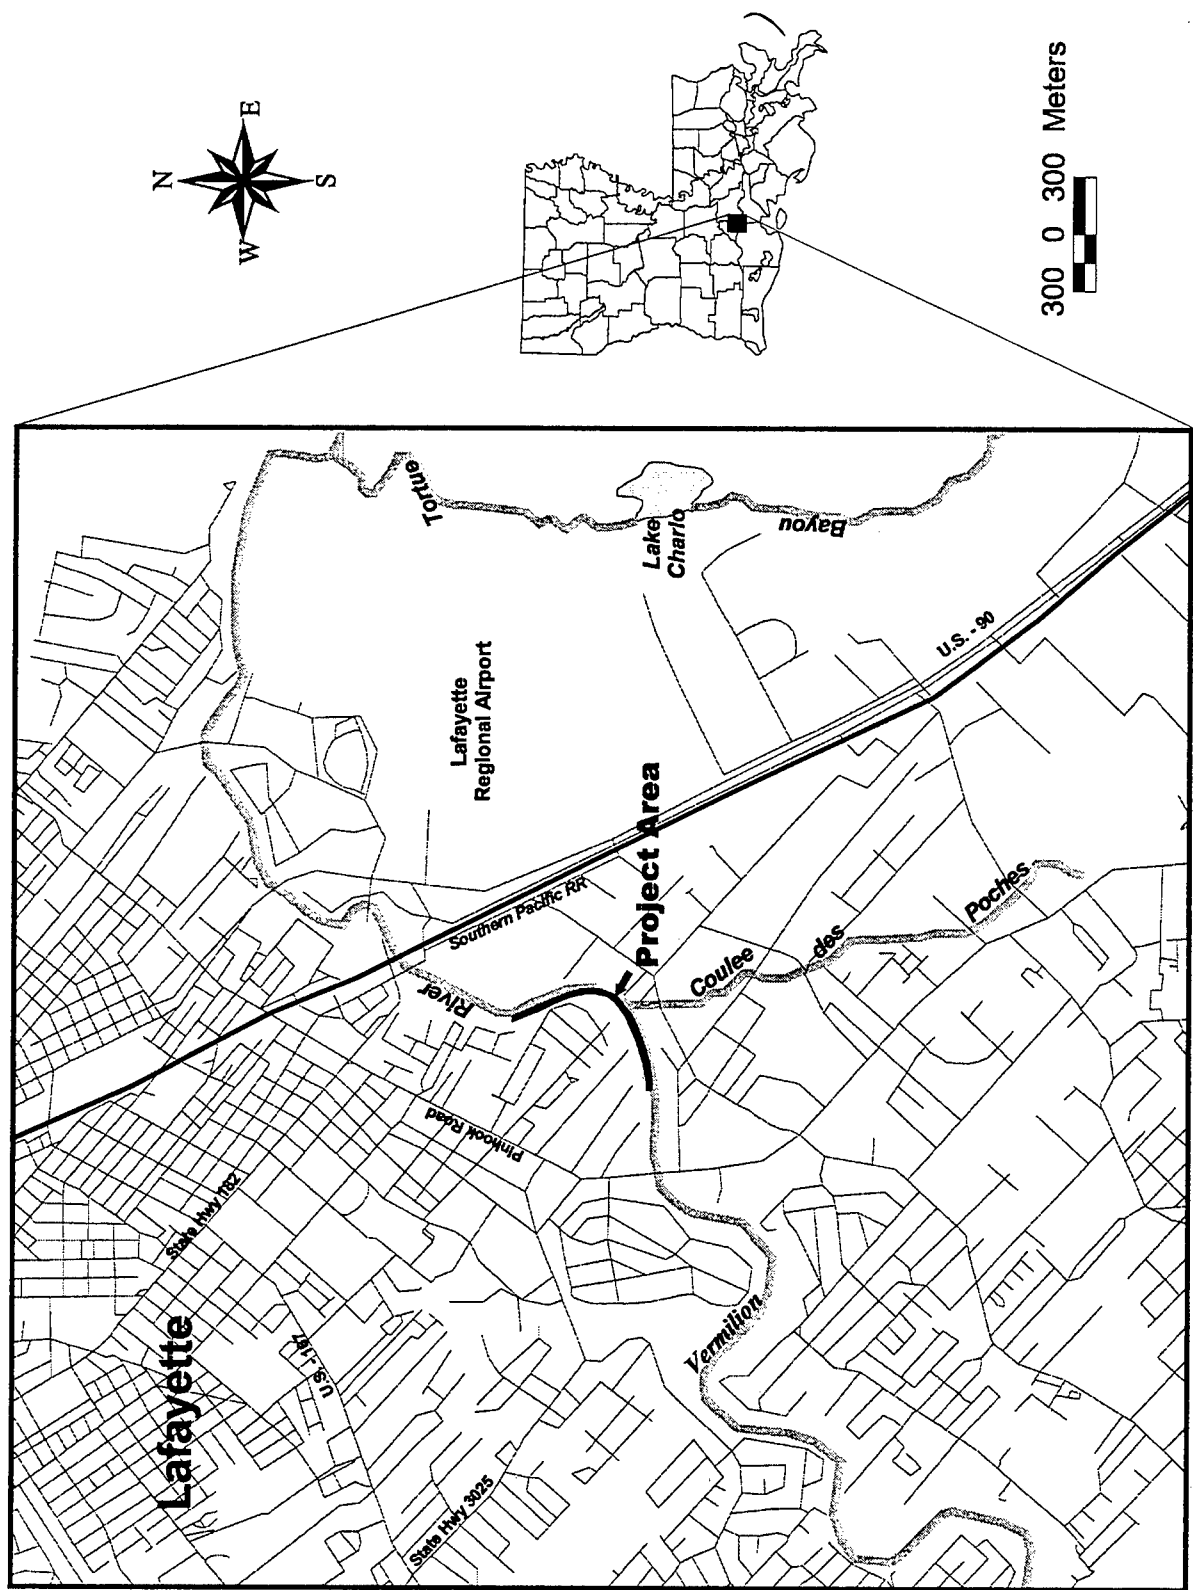 N
E
S
W
300 0 300 Meters
Lafayette
State Hwy 182
U.S. - 167
State Hwy 3025
Pinhook Road
River
Southern Pacific RR
Lafayette
Regional Airport
Tortue
Lake
Charlo
Bayou
U.S. - 90
Project Area
Coulee
des
Poches
Vermilion